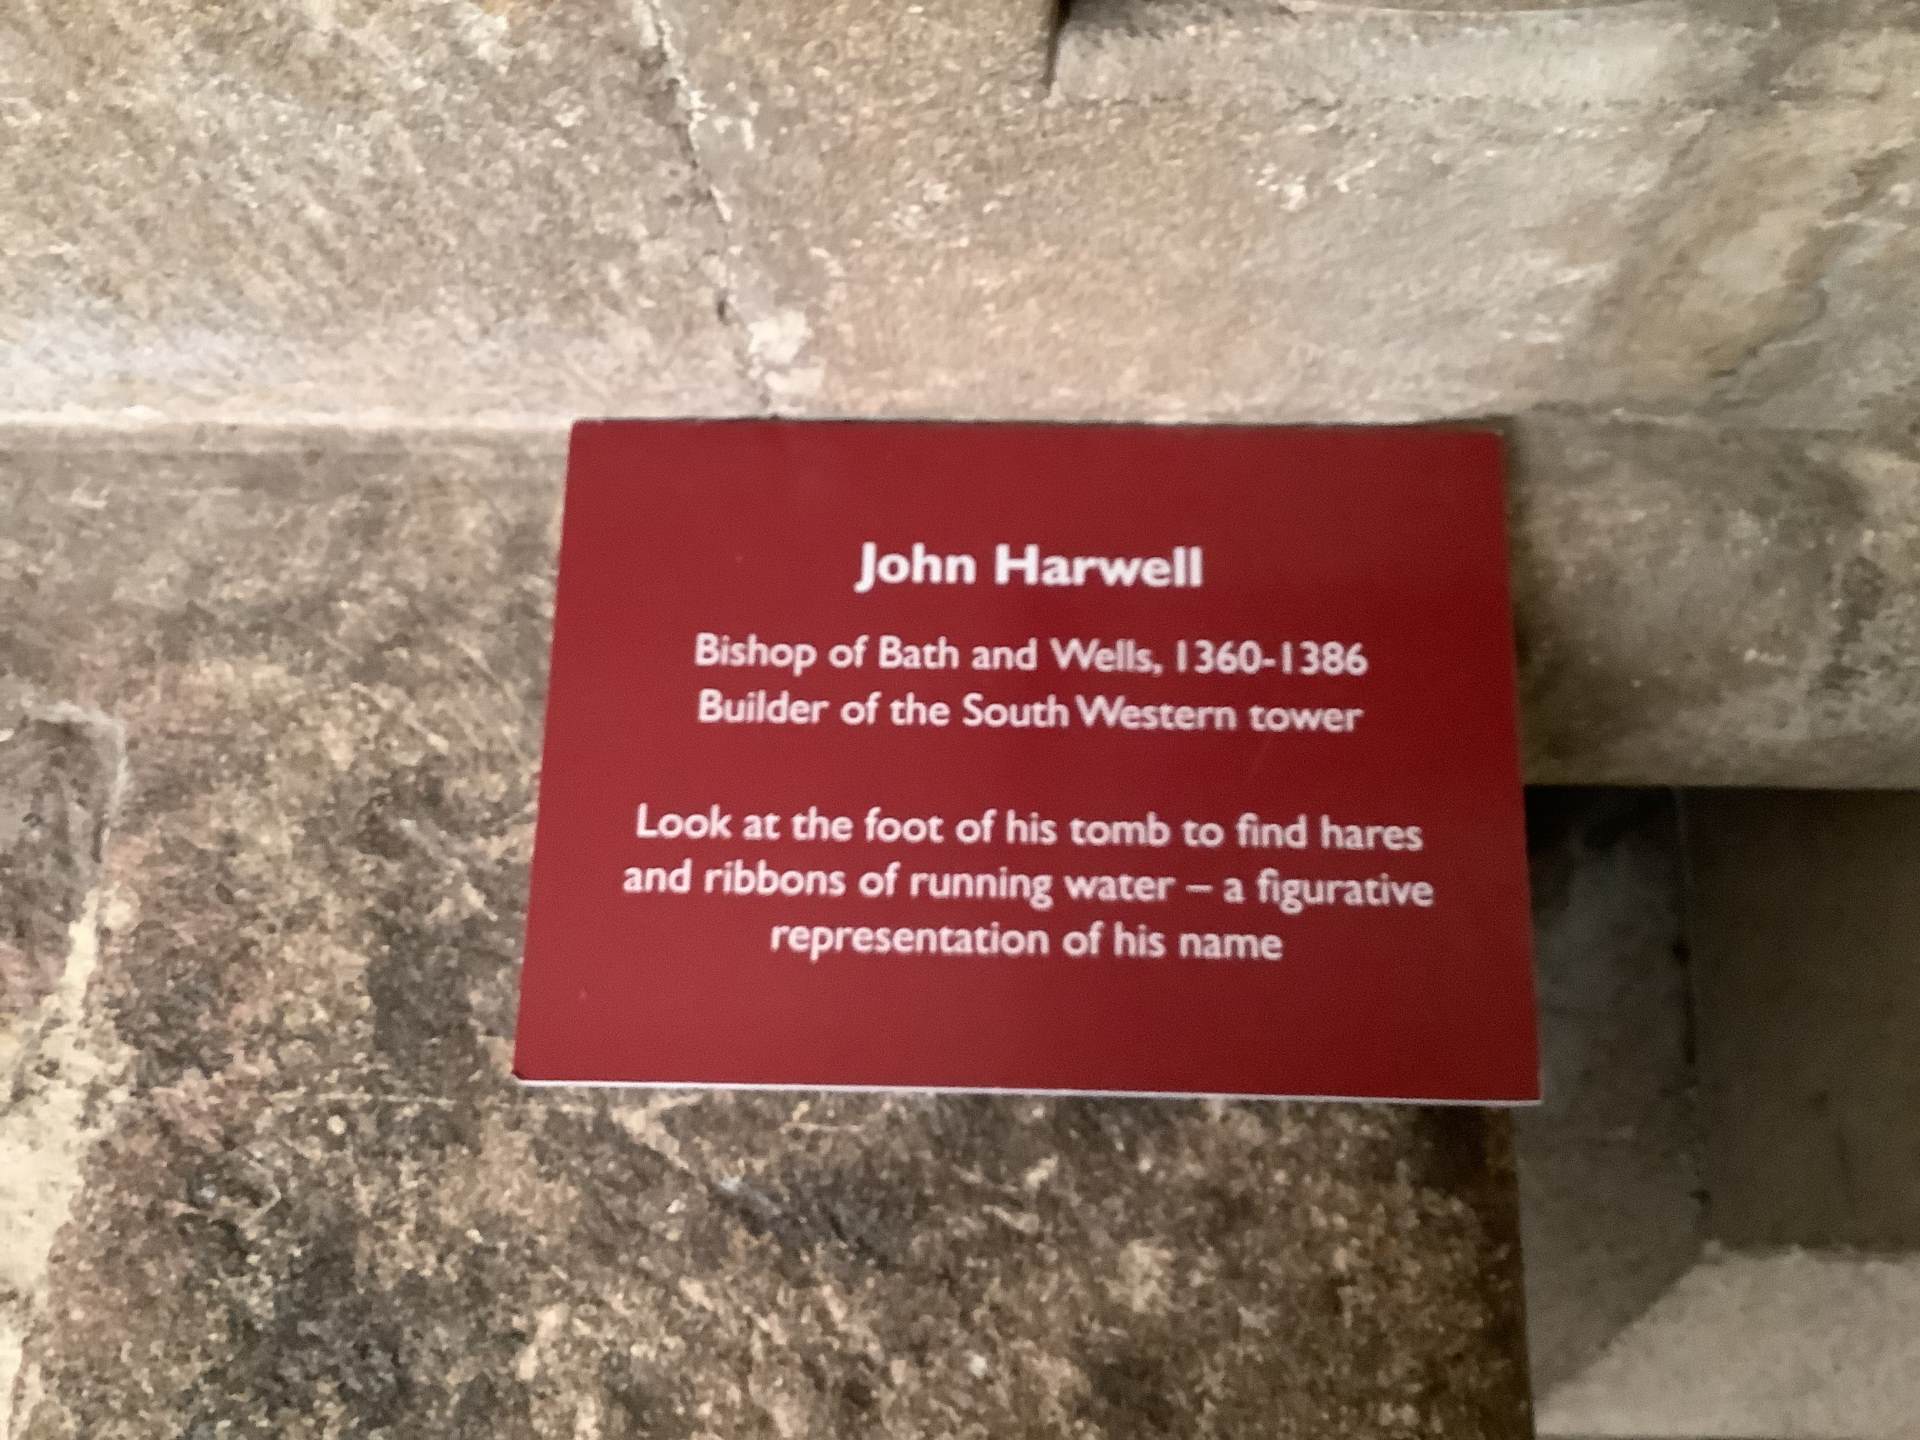 John Harwell
Bishop of Bath and Wells, 1360-1386
Builder of the South Western tower
Look at the foot of his tomb to find hares
and ribbons of running water – a figurative
representation of his name